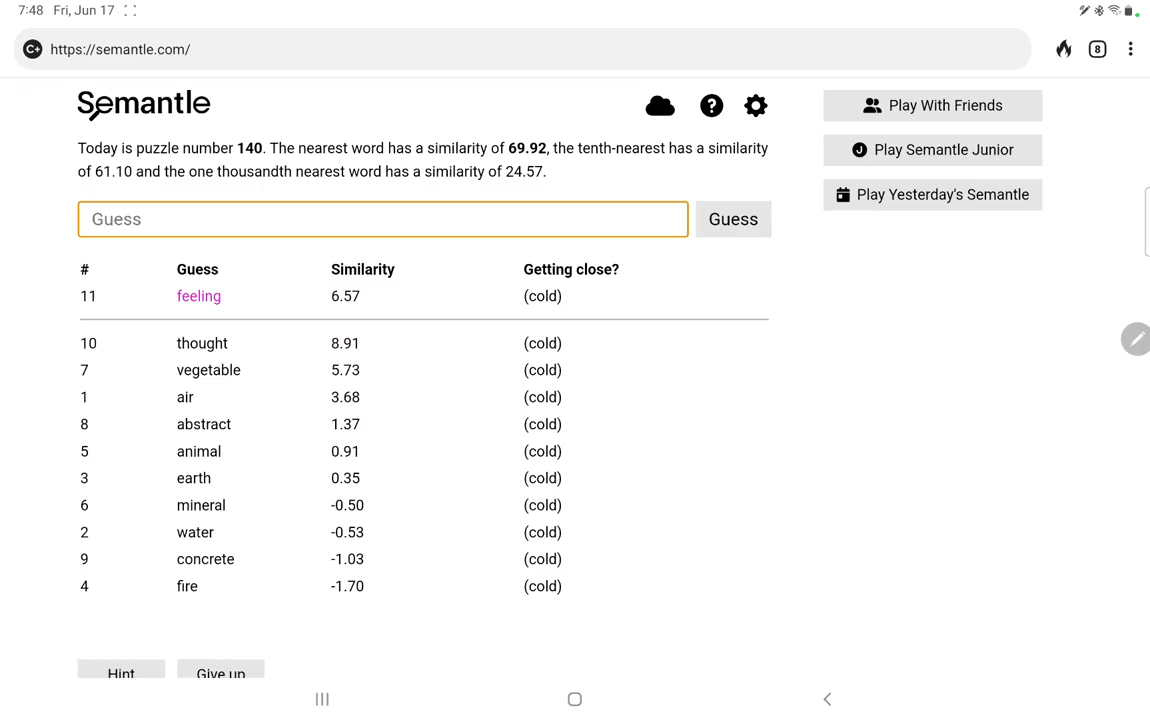 7:48 Fri, Jun 17
C+ https://semantle.com/ 8
Semantle
Play With Friends
Today is puzzle number 140. The nearest word has a similarity of 69.92, the tenth-nearest has a similarity
of 61.10 and the one thousandth nearest word has a similarity of 24.57.
J Play Semantle Junior
Play Yesterday's Semantle
Guess Guess
# Guess Similarity Getting close?
11 feeling 6.57 (cold)
10 thought 8.91 (cold)
7 vegetable 5.73 (cold)
1 air 3.68 (cold)
8 abstract 1.37 (cold)
5 animal 0.91 (cold)
3 earth 0.35 (cold)
6 mineral -0.50 (cold)
2 water -0.53 (cold)
9 concrete -1.03 (cold)
4 fire -1.70 (cold)
Hint Give up